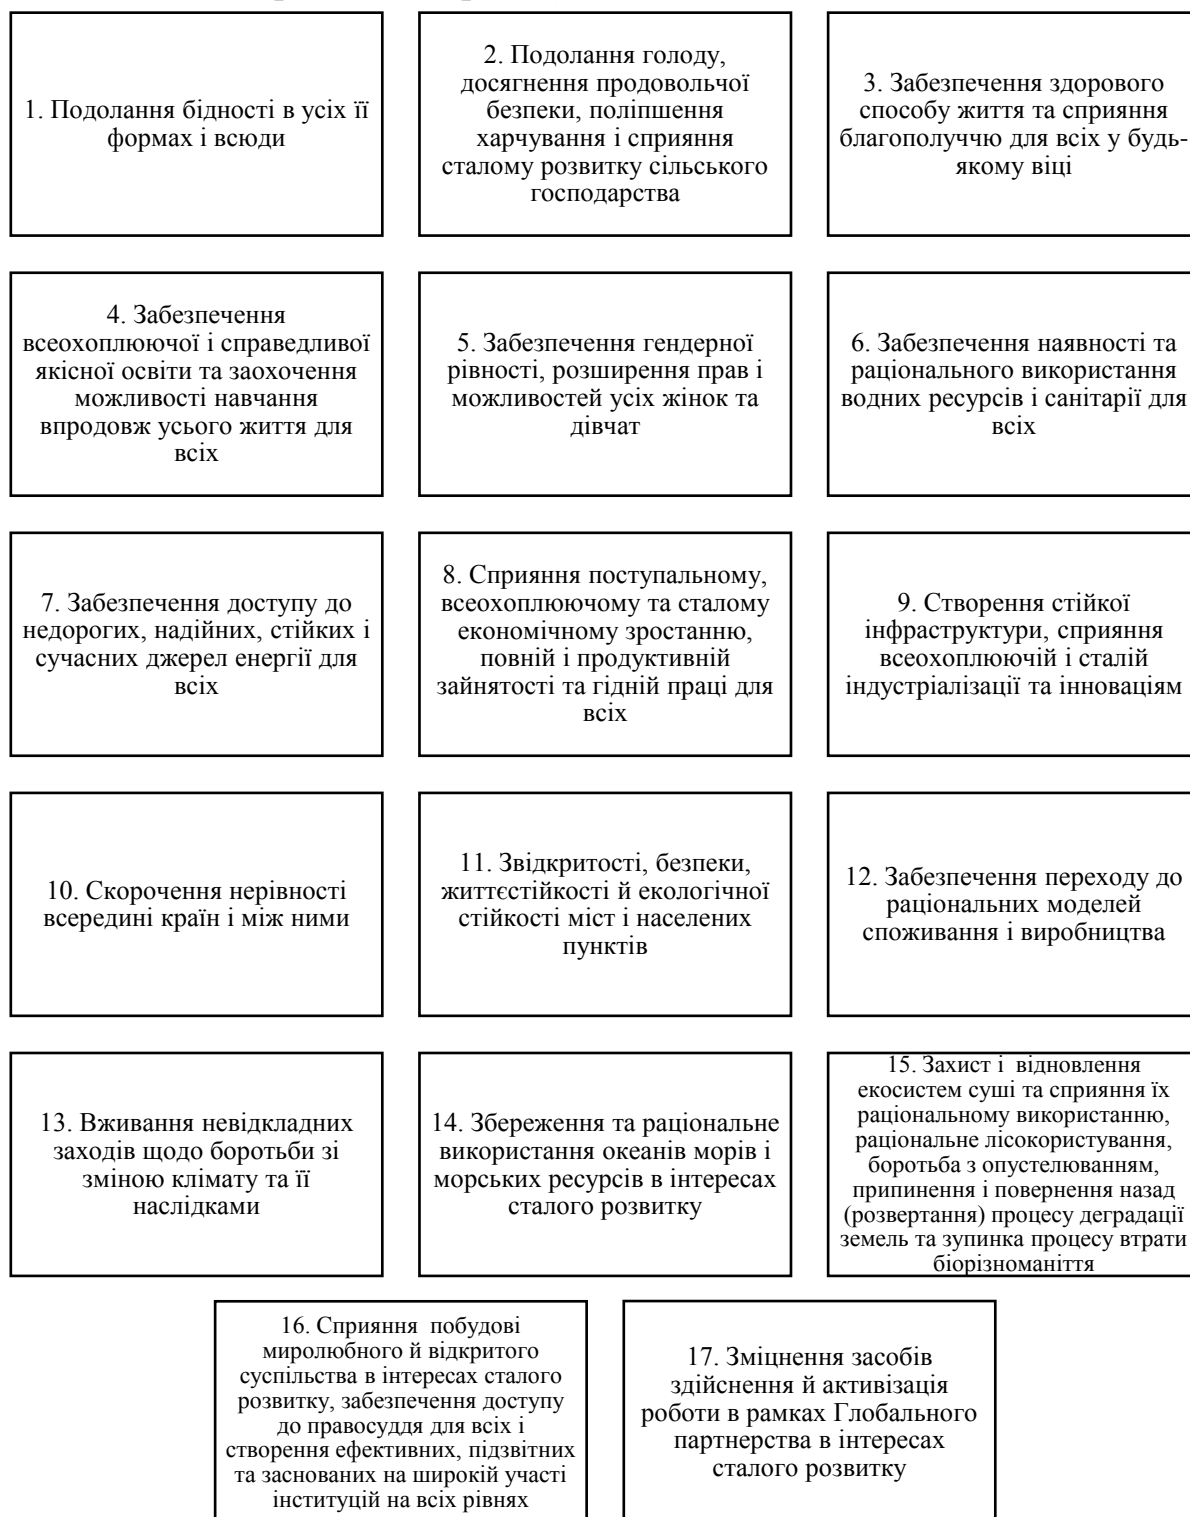 1. Подолання бідності в усіх її
формах і всюди
2. Подолання голоду,
досягнення продовольчої
безпеки, поліпшення
харчування і сприяння
сталому розвитку сільського
господарства
3. Забезпечення здорового
способу життя та сприяння
благополуччю для всіх у будь-
якому віці
4. Забезпечення
всеохоплюючої і справедливої
якісної освіти та заохочення
можливості навчання
впродовж усього життя для
всіх
5. Забезпечення гендерної
рівності, розширення прав і
можливостей усіх жінок та
дівчат
6. Забезпечення наявності та
раціонального використання
водних ресурсів і санітарії для
всіх
7. Забезпечення доступу до
недорогих, надійних, стійких і
сучасних джерел енергії для
всіх
8. Сприяння поступальному,
всеохоплюючому та сталому
економічному зростанню,
повній і продуктивній
зайнятості та гідній праці для
всіх
9. Створення стійкої
інфраструктури, сприяння
всеохоплюючій і сталій
індустріалізації та інноваціям
10. Скорочення нерівності
всередині країн і між ними
11. Звідкритості, безпеки,
життєстійкості й екологічної
стійкості міст і населених
пунктів
12. Забезпечення переходу до
раціональних моделей
споживання і виробництва
13. Вживання невідкладних
заходів щодо боротьби зі
зміною клімату та її
наслідками
14. Збереження та раціональне
використання океанів морів і
морських ресурсів в інтересах
сталого розвитку
15. Захист і  відновлення
екосистем суші та сприяння їх
раціональному використанню,
раціональне лісокористування,
боротьба з опустелюванням,
припинення і повернення назад
(розвертання) процесу деградації
земель та зупинка процесу втрати
біорізноманіття
16. Сприяння  побудові
миролюбного й відкритого
суспільства в інтересах сталого
розвитку, забезпечення доступу
до правосуддя для всіх і
створення ефективних, підзвітних
та заснованих на широкій участі
інституцій на всіх рівнях
17. Зміцнення засобів
здійснення й активізація
роботи в рамках Глобального
партнерства в інтересах
сталого розвитку